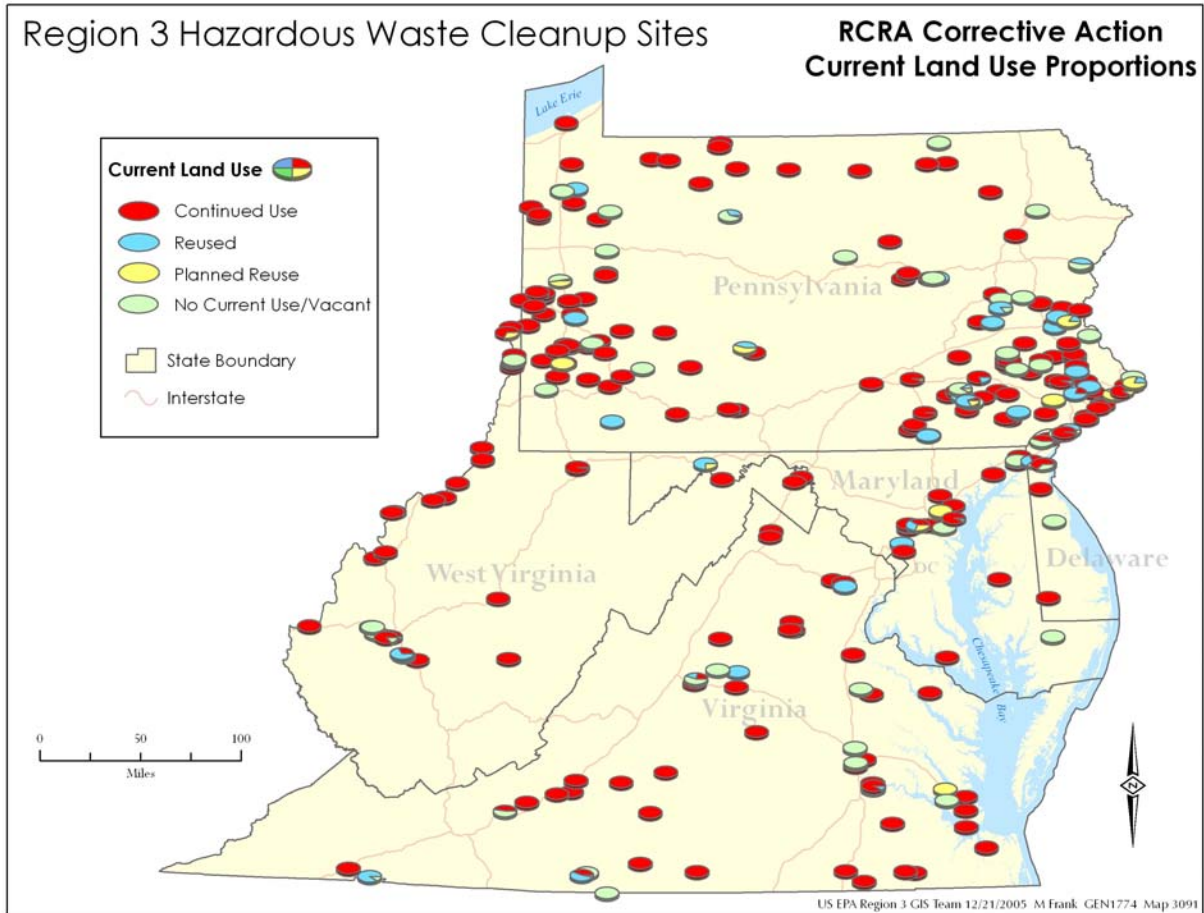 Region 3 Hazardous Waste Cleanup Sites
RCRA Corrective Action
Current Land Use Proportions
Lake Erie
Current Land Use
Continued Use
Reused
Planned Reuse
No Current Use/Vacant
State Boundary
Interstate
Pennsylvania
Maryland
West Virginia
DC
Delaware
Chesapeake Bay
Virginia
0 50 100
Miles
N
US EPA Region 3 GIS Team 12/21/2005 M Frank GEN1774 Map 3091